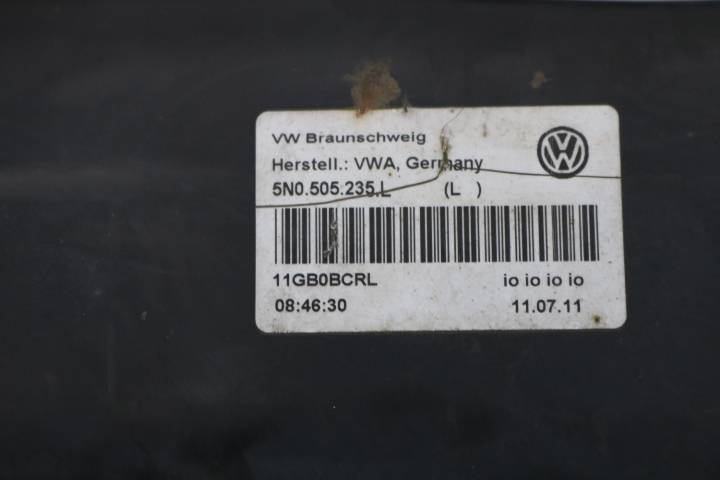 VW Braunschweig
Herstell.: VWA, Germany
5N0.505.235.L (L )
11GB0BCRL io io io io
08:46:30 11.07.11